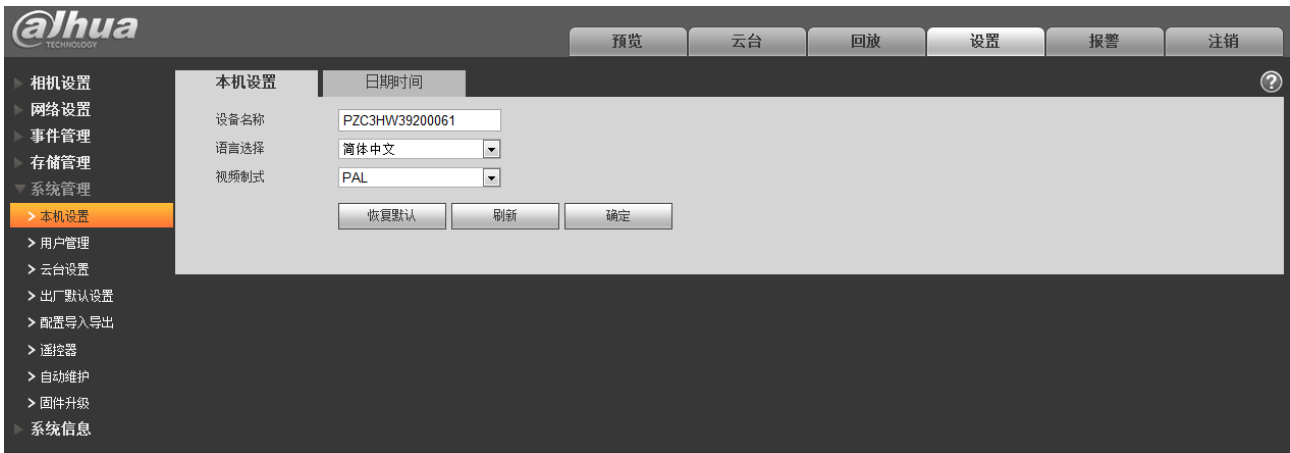 alhua
TECHNOLOGY
预览 云台 回放 设置 报警 注销
相机设置
网络设置
事件管理
存储管理
系统管理
> 本机设置
> 用户管理
> 云台设置
> 出厂默认设置
> 配置导入导出
> 遥控器
> 自动维护
> 固件升级
系统信息
本机设置 日期时间
?
设备名称 PZC3HW39200061
语言选择 简体中文
视频制式 PAL
恢复默认 刷新 确定